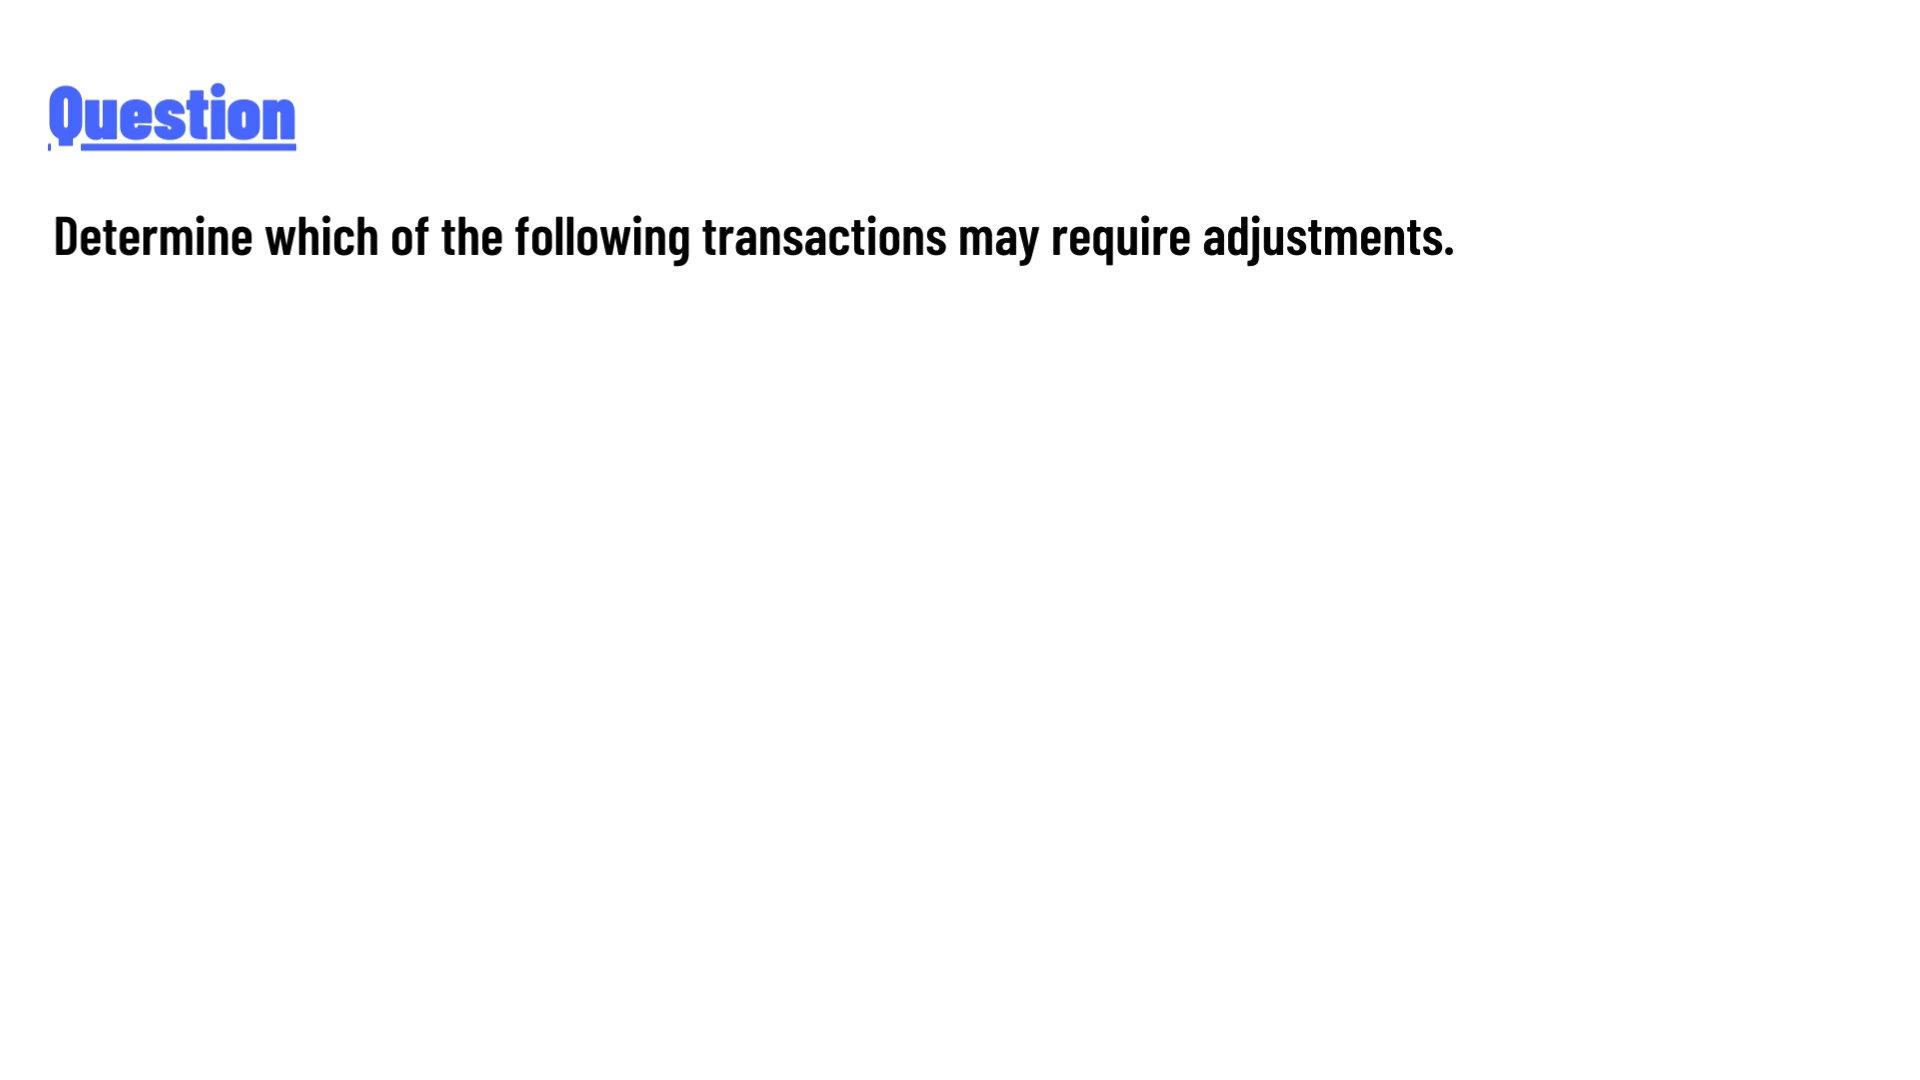 Question
Determine which of the following transactions may require adjustments.